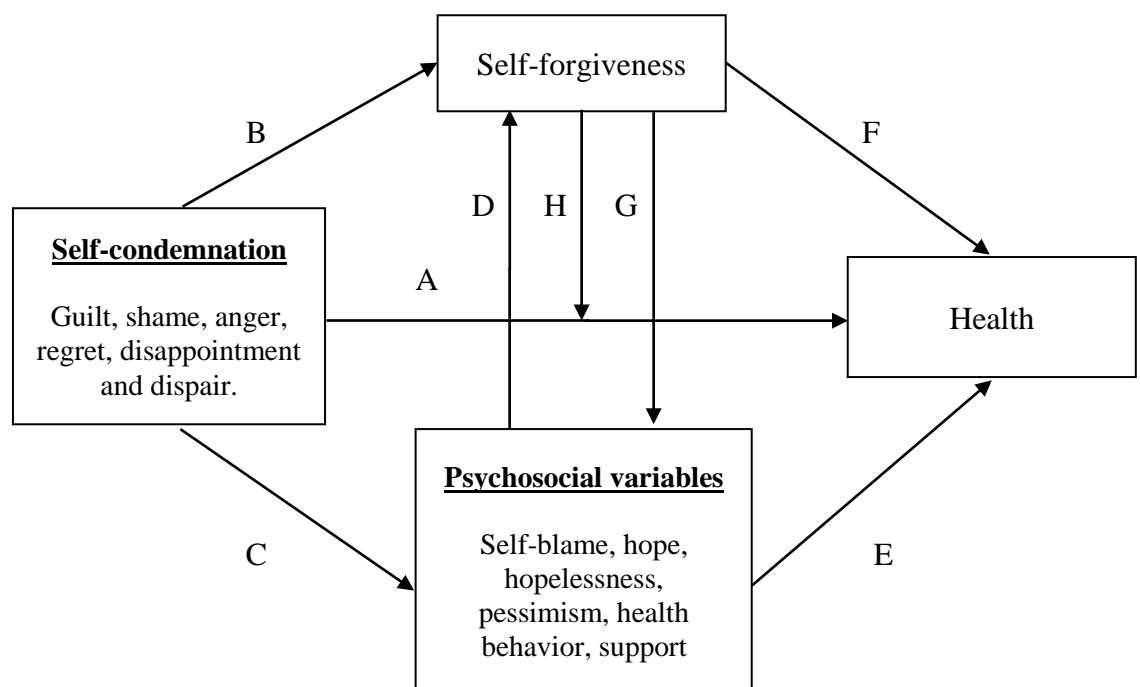 Self-forgiveness
B
F
D
H
G
Self-condemnation
Guilt, shame, anger,
regret, disappointment
and dispair.
A
Health
C
Psychosocial variables
Self-blame, hope,
hopelessness,
pessimism, health
behavior, support
E